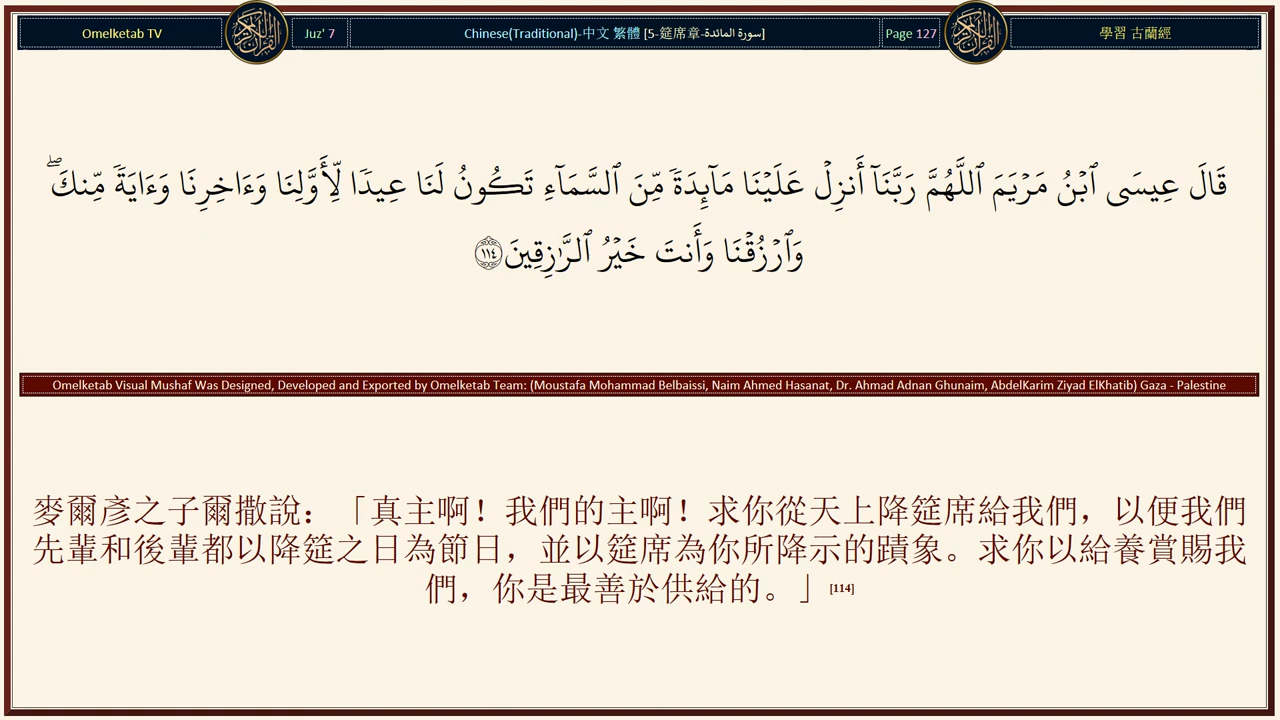 Omelketab TV
Juz' 7
Chinese(Traditional)-中文 繁體 [5-筵席章-سورة المائدة]
Page 127
學習 古蘭經
قَالَ عِيسَى ٱبۡنُ مَرۡيَمَ ٱللَّهُمَّ رَبَّنَآ أَنزِلۡ عَلَيۡنَا مَآئِدَةٗ مِّنَ ٱلسَّمَآءِ تَكُونُ لَنَا عِيدٗا لِّأَوَّلِنَا وَءَاخِرِنَا وَءَايَةٗ مِّنكَۖ
وَٱرۡزُقۡنَا وَأَنتَ خَيۡرُ ٱلرَّٰزِقِينَ ١١٤
Omelketab Visual Mushaf Was Designed, Developed and Exported by Omelketab Team: (Moustafa Mohammad Belbaissi, Naim Ahmed Hasanat, Dr. Ahmad Adnan Ghunaim, AbdelKarim Ziyad ElKhatib) Gaza - Palestine
麥爾彥之子爾撒說：「真主啊！我們的主啊！求你從天上降筵席給我們，以便我們
先輩和後輩都以降筵之日為節日，並以筵席為你所降示的蹟象。求你以給養賞賜我
們，你是最善於供給的。」[114]